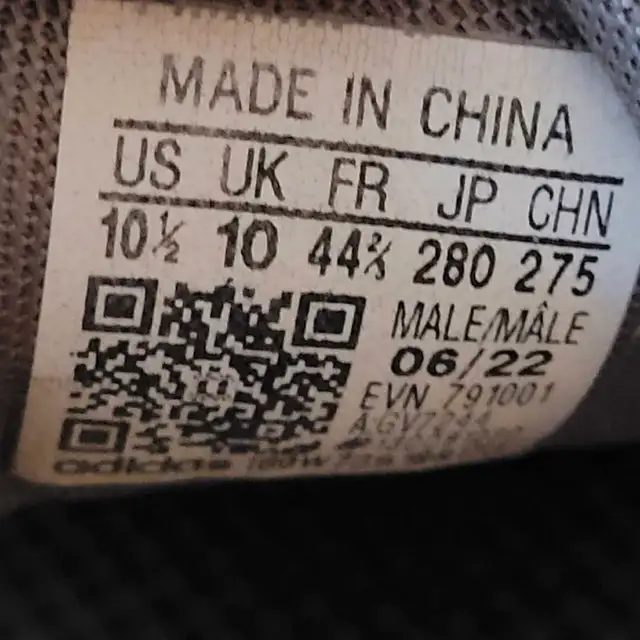 MADE IN CHINA
US UK FR JP CHN
10½ 10 44⅔ 280 275
MALE/MÂLE
06/22
EVN 791001
adidas